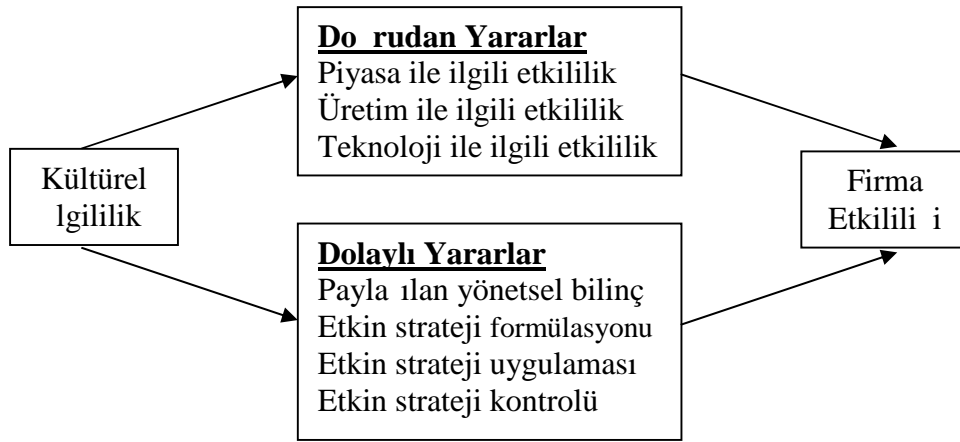 Do rudan Yararlar
Piyasa ile ilgili etkililik
Üretim ile ilgili etkililik
Teknoloji ile ilgili etkililik
Kültürel
lgililik
Firma
Etkilili i
Dolaylı Yararlar
Payla ılan yönetsel bilinç
Etkin strateji formülasyonu
Etkin strateji uygulaması
Etkin strateji kontrolü